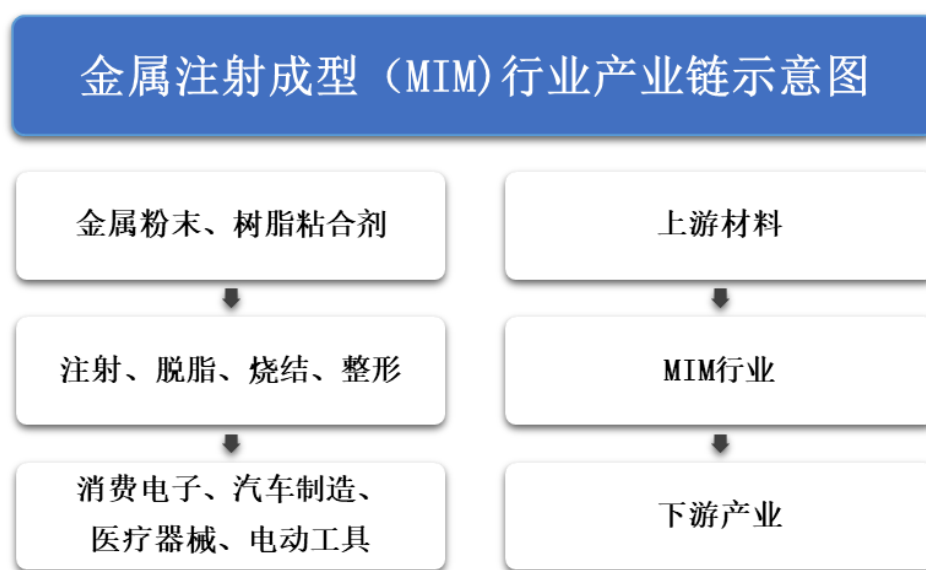 金属注射成型（MIM)行业产业链示意图
金属粉末、树脂粘合剂
上游材料
注射、脱脂、烧结、整形
MIM行业
消费电子、汽车制造、
医疗器械、电动工具
下游产业